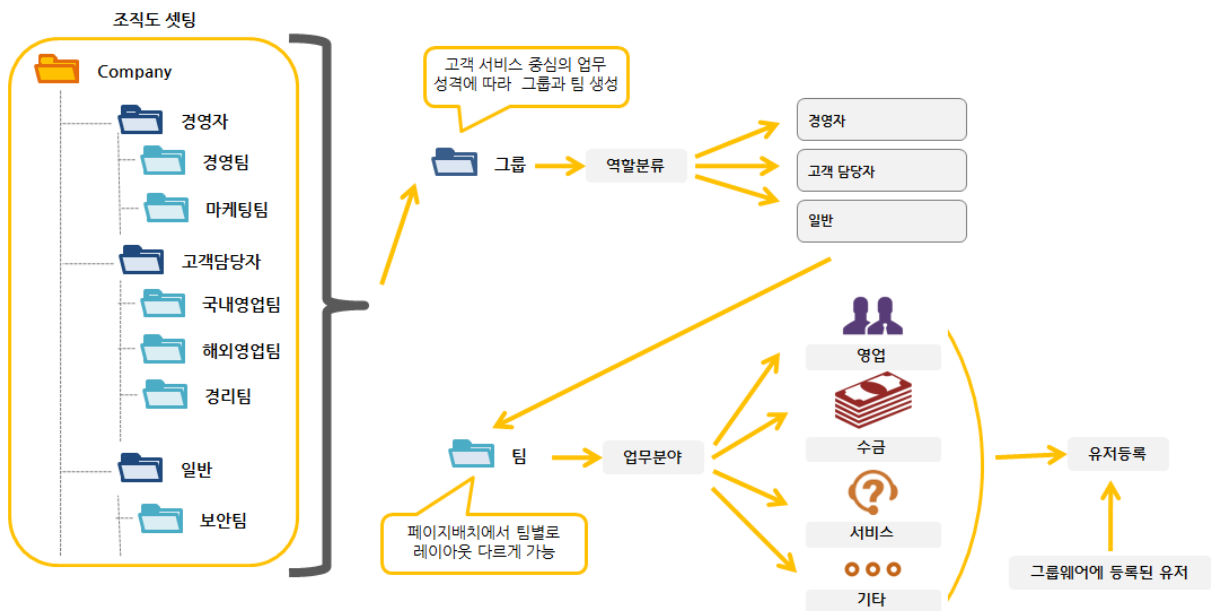 조직도 셋팅
Company
경영자
경영팀
마케팅팀
고객담당자
국내영업팀
해외영업팀
경리팀
일반
보안팀
고객 서비스 중심의 업무
성격에 따라 그룹과 팀 생성
그룹
역할분류
경영자
고객 담당자
일반
팀
업무분야
페이지배치에서 팀별로
레이아웃 다르게 가능
영업
수금
서비스
기타
유저등록
그룹웨어에 등록된 유저